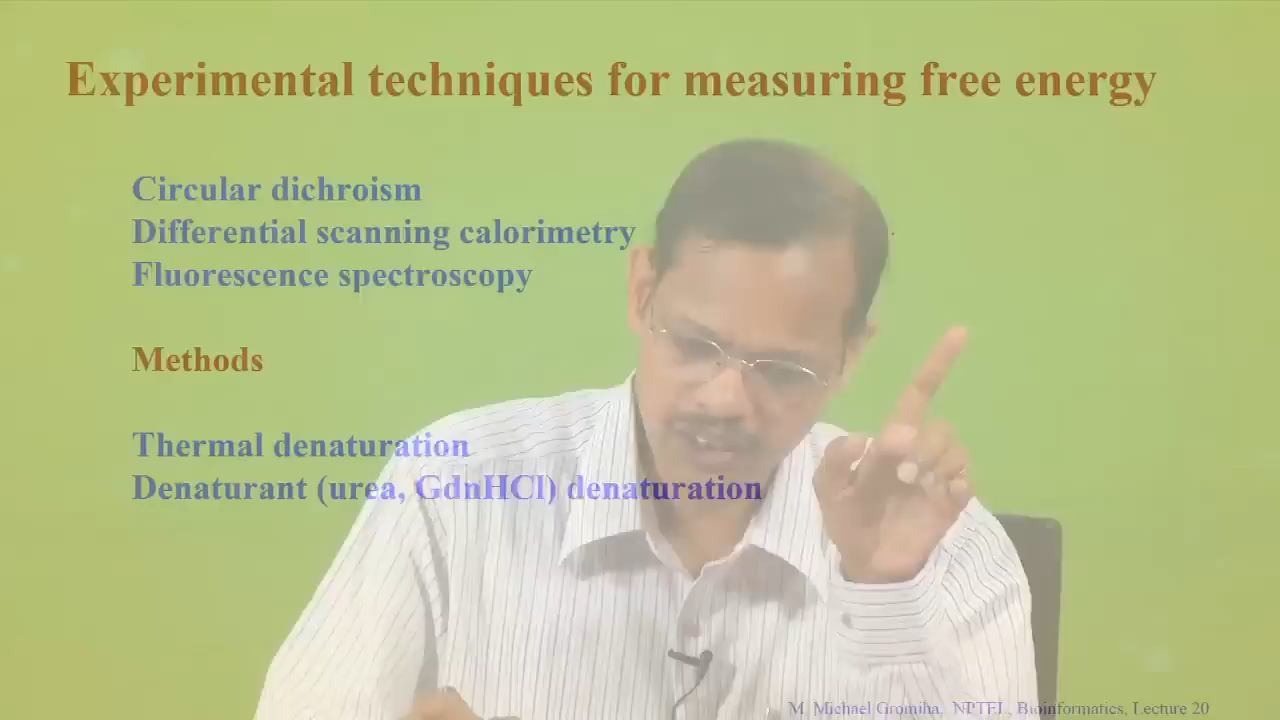 Experimental techniques for measuring free energy
Circular dichroism
Differential scanning calorimetry
Fluorescence spectroscopy
Methods
Thermal denaturation
Denaturant (urea, GdnHCl) denaturation
M. Michael Gromiha, NPTEL, Bioinformatics, Lecture 20